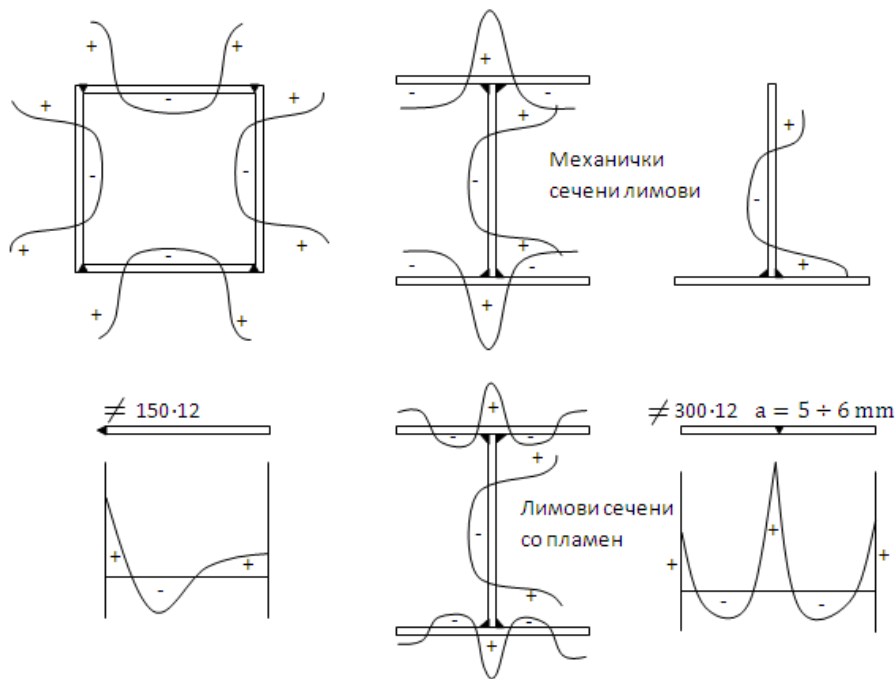 Механички
сечени лимови
≠ 150·12
≠ 300·12 a = 5 ÷ 6 mm
Лимови сечени
со пламен